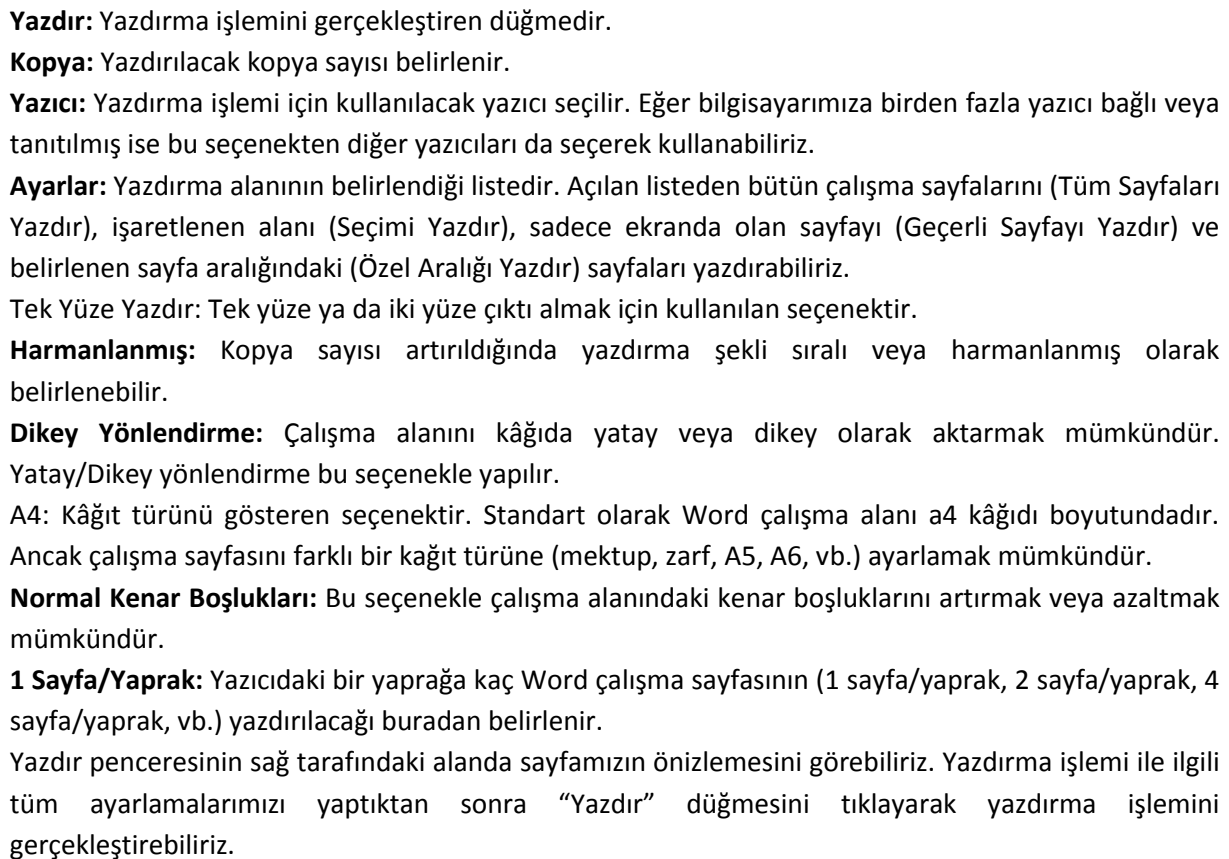 Yazdır: Yazdırma işlemini gerçekleştiren düğmedir.
Kopya: Yazdırılacak kopya sayısı belirlenir.
Yazıcı: Yazdırma işlemi için kullanılacak yazıcı seçilir. Eğer bilgisayarımıza birden fazla yazıcı bağlı veya
tanıtılmış ise bu seçenekten diğer yazıcıları da seçerek kullanabiliriz.
Ayarlar: Yazdırma alanının belirlendiği listedir. Açılan listeden bütün çalışma sayfalarını (Tüm Sayfaları
Yazdır), işaretlenen alanı (Seçimi Yazdır), sadece ekranda olan sayfayı (Geçerli Sayfayı Yazdır) ve
belirlenen sayfa aralığındaki (Özel Aralığı Yazdır) sayfaları yazdırabiliriz.
Tek Yüze Yazdır: Tek yüze ya da iki yüze çıktı almak için kullanılan seçenektir.
Harmanlanmış: Kopya sayısı artırıldığında yazdırma şekli sıralı veya harmanlanmış olarak
belirlenebilir.
Dikey Yönlendirme: Çalışma alanını kâğıda yatay veya dikey olarak aktarmak mümkündür.
Yatay/Dikey yönlendirme bu seçenekle yapılır.
A4: Kâğıt türünü gösteren seçenektir. Standart olarak Word çalışma alanı a4 kâğıdı boyutundadır.
Ancak çalışma sayfasını farklı bir kağıt türüne (mektup, zarf, A5, A6, vb.) ayarlamak mümkündür.
Normal Kenar Boşlukları: Bu seçenekle çalışma alanındaki kenar boşluklarını artırmak veya azaltmak
mümkündür.
1 Sayfa/Yaprak: Yazıcıdaki bir yaprağa kaç Word çalışma sayfasının (1 sayfa/yaprak, 2 sayfa/yaprak, 4
sayfa/yaprak, vb.) yazdırılacağı buradan belirlenir.
Yazdır penceresinin sağ tarafındaki alanda sayfamızın önizlemesini görebiliriz. Yazdırma işlemi ile ilgili
tüm ayarlamalarımızı yaptıktan sonra “Yazdır” düğmesini tıklayarak yazdırma işlemini
gerçekleştirebiliriz.